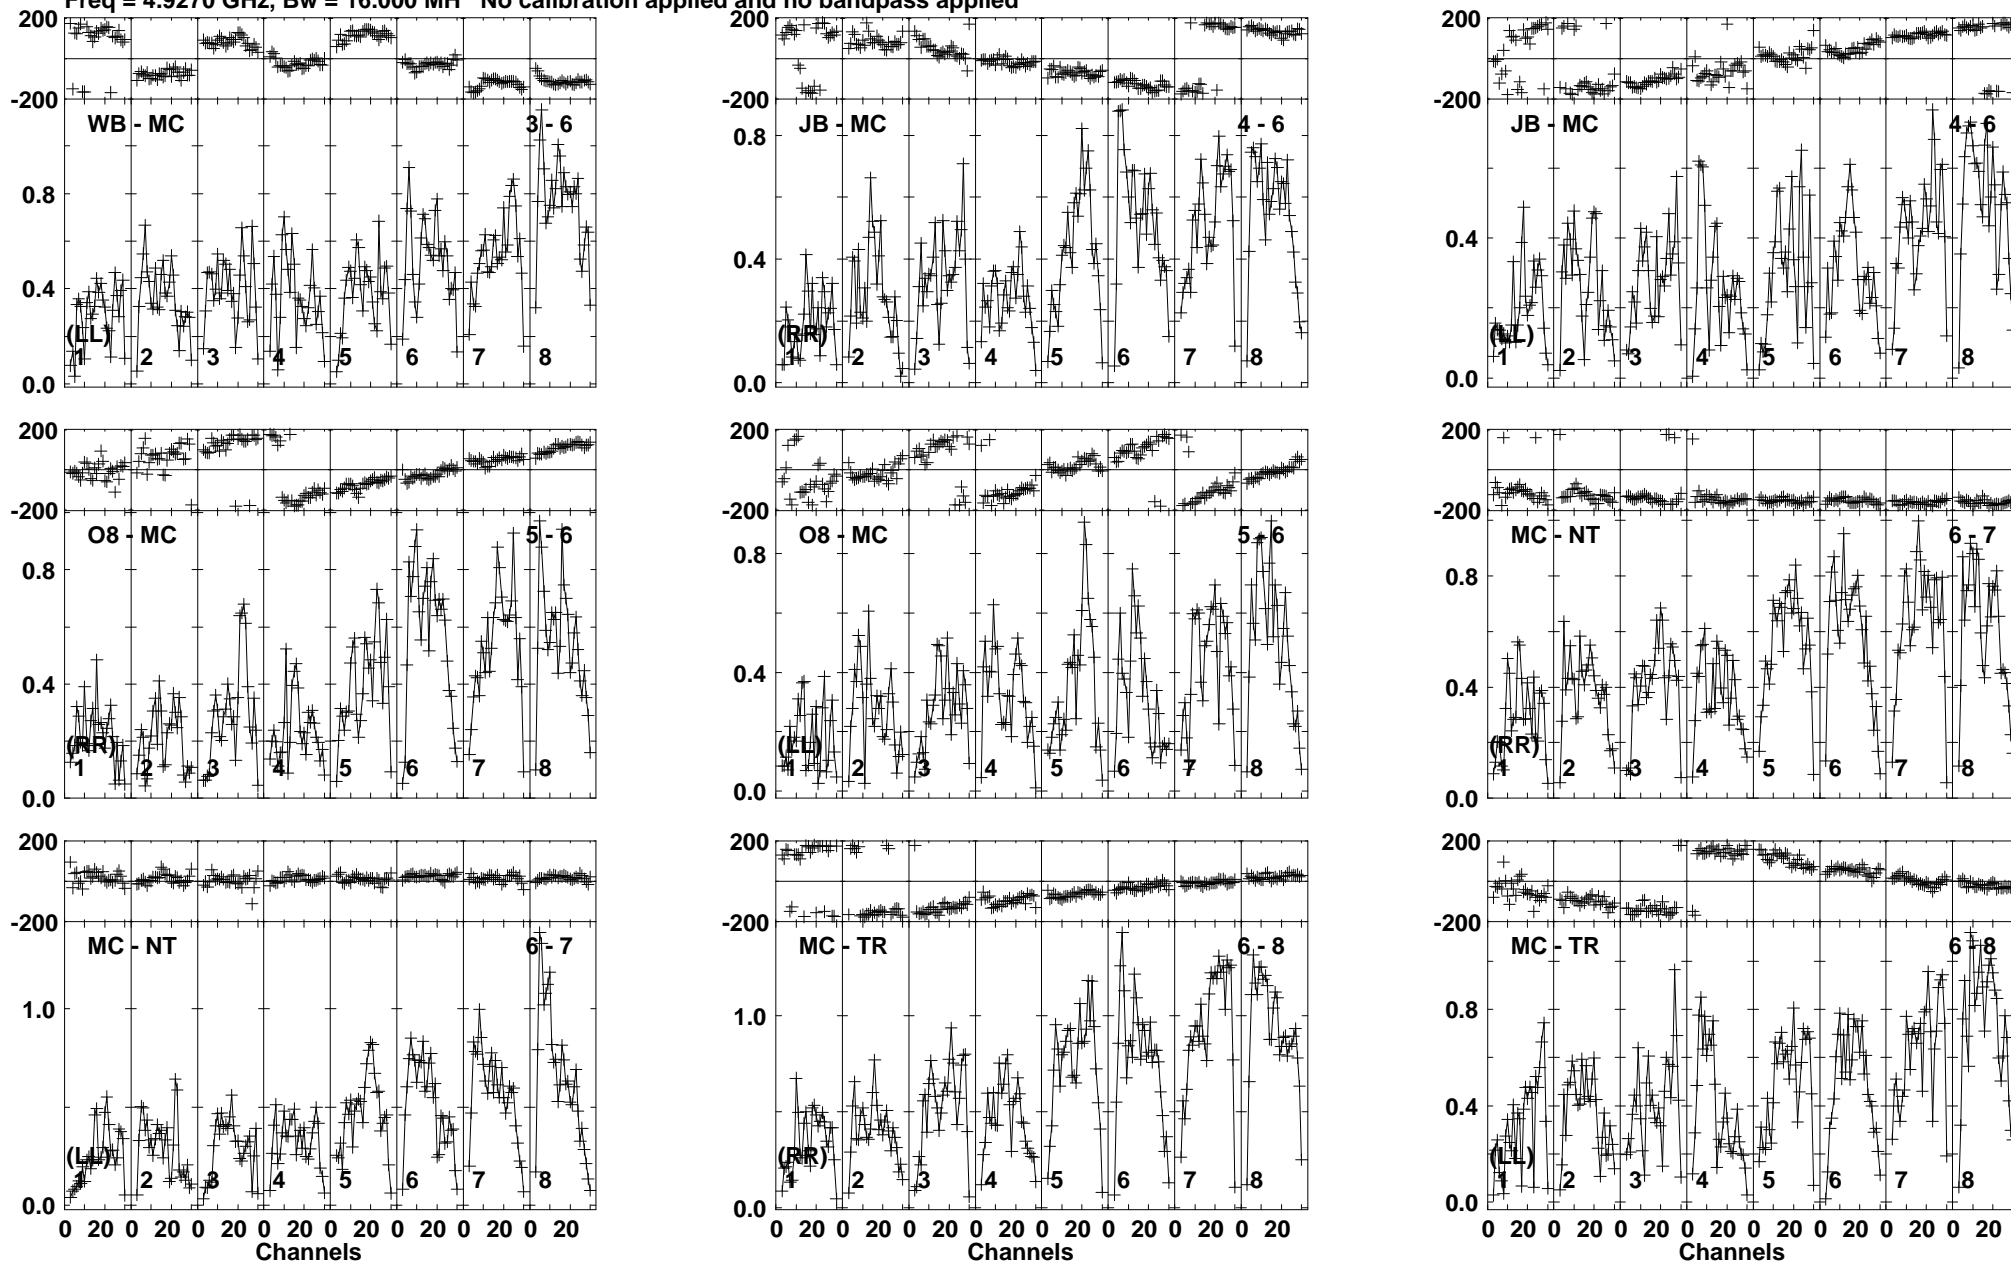 Freq = 4.9270 GHz, Bw = 16.000 MH No calibration applied and no bandpass applied
200 200 200
-200 -200 -200
WB - MC 3 - 6 JB - MC 4 - 6 JB - MC 4 - 6
0.8 0.8
0.4 0.4 0.4
(LL) (RR) (LL)
1 2 3 4 5 6 7 8 1 2 3 4 5 6 7 8 1 2 3 4 5 6 7 8
0.0 0.0 0.0
200 200 200
-200 -200 -200
O8 - MC 5 - 6 O8 - MC 5 - 6 MC - NT 6 - 7
0.8 0.8 0.8
0.4 0.4 0.4
(RR) (LL) (RR)
1 2 3 4 5 6 7 8 1 2 3 4 5 6 7 8 1 2 3 4 5 6 7 8
0.0 0.0 0.0
200 200 200
-200 -200 -200
MC - NT 6 - 7 MC - TR 6 - 8 MC - TR 6 - 8
1.0 1.0 0.8
0.4
(LL) (RR) (LL)
1 2 3 4 5 6 7 8 1 2 3 4 5 6 7 8 1 2 3 4 5 6 7 8
0.0 0.0 0.0
0 20 0 20 0 20 0 20 0 20 0 20 0 20 0 20 0 20 0 20 0 20 0 20 0 20 0 20 0 20 0 20 0 20 0 20 0 20 0 20 0 20 0 20 0 20 0 20
Channels Channels Channels